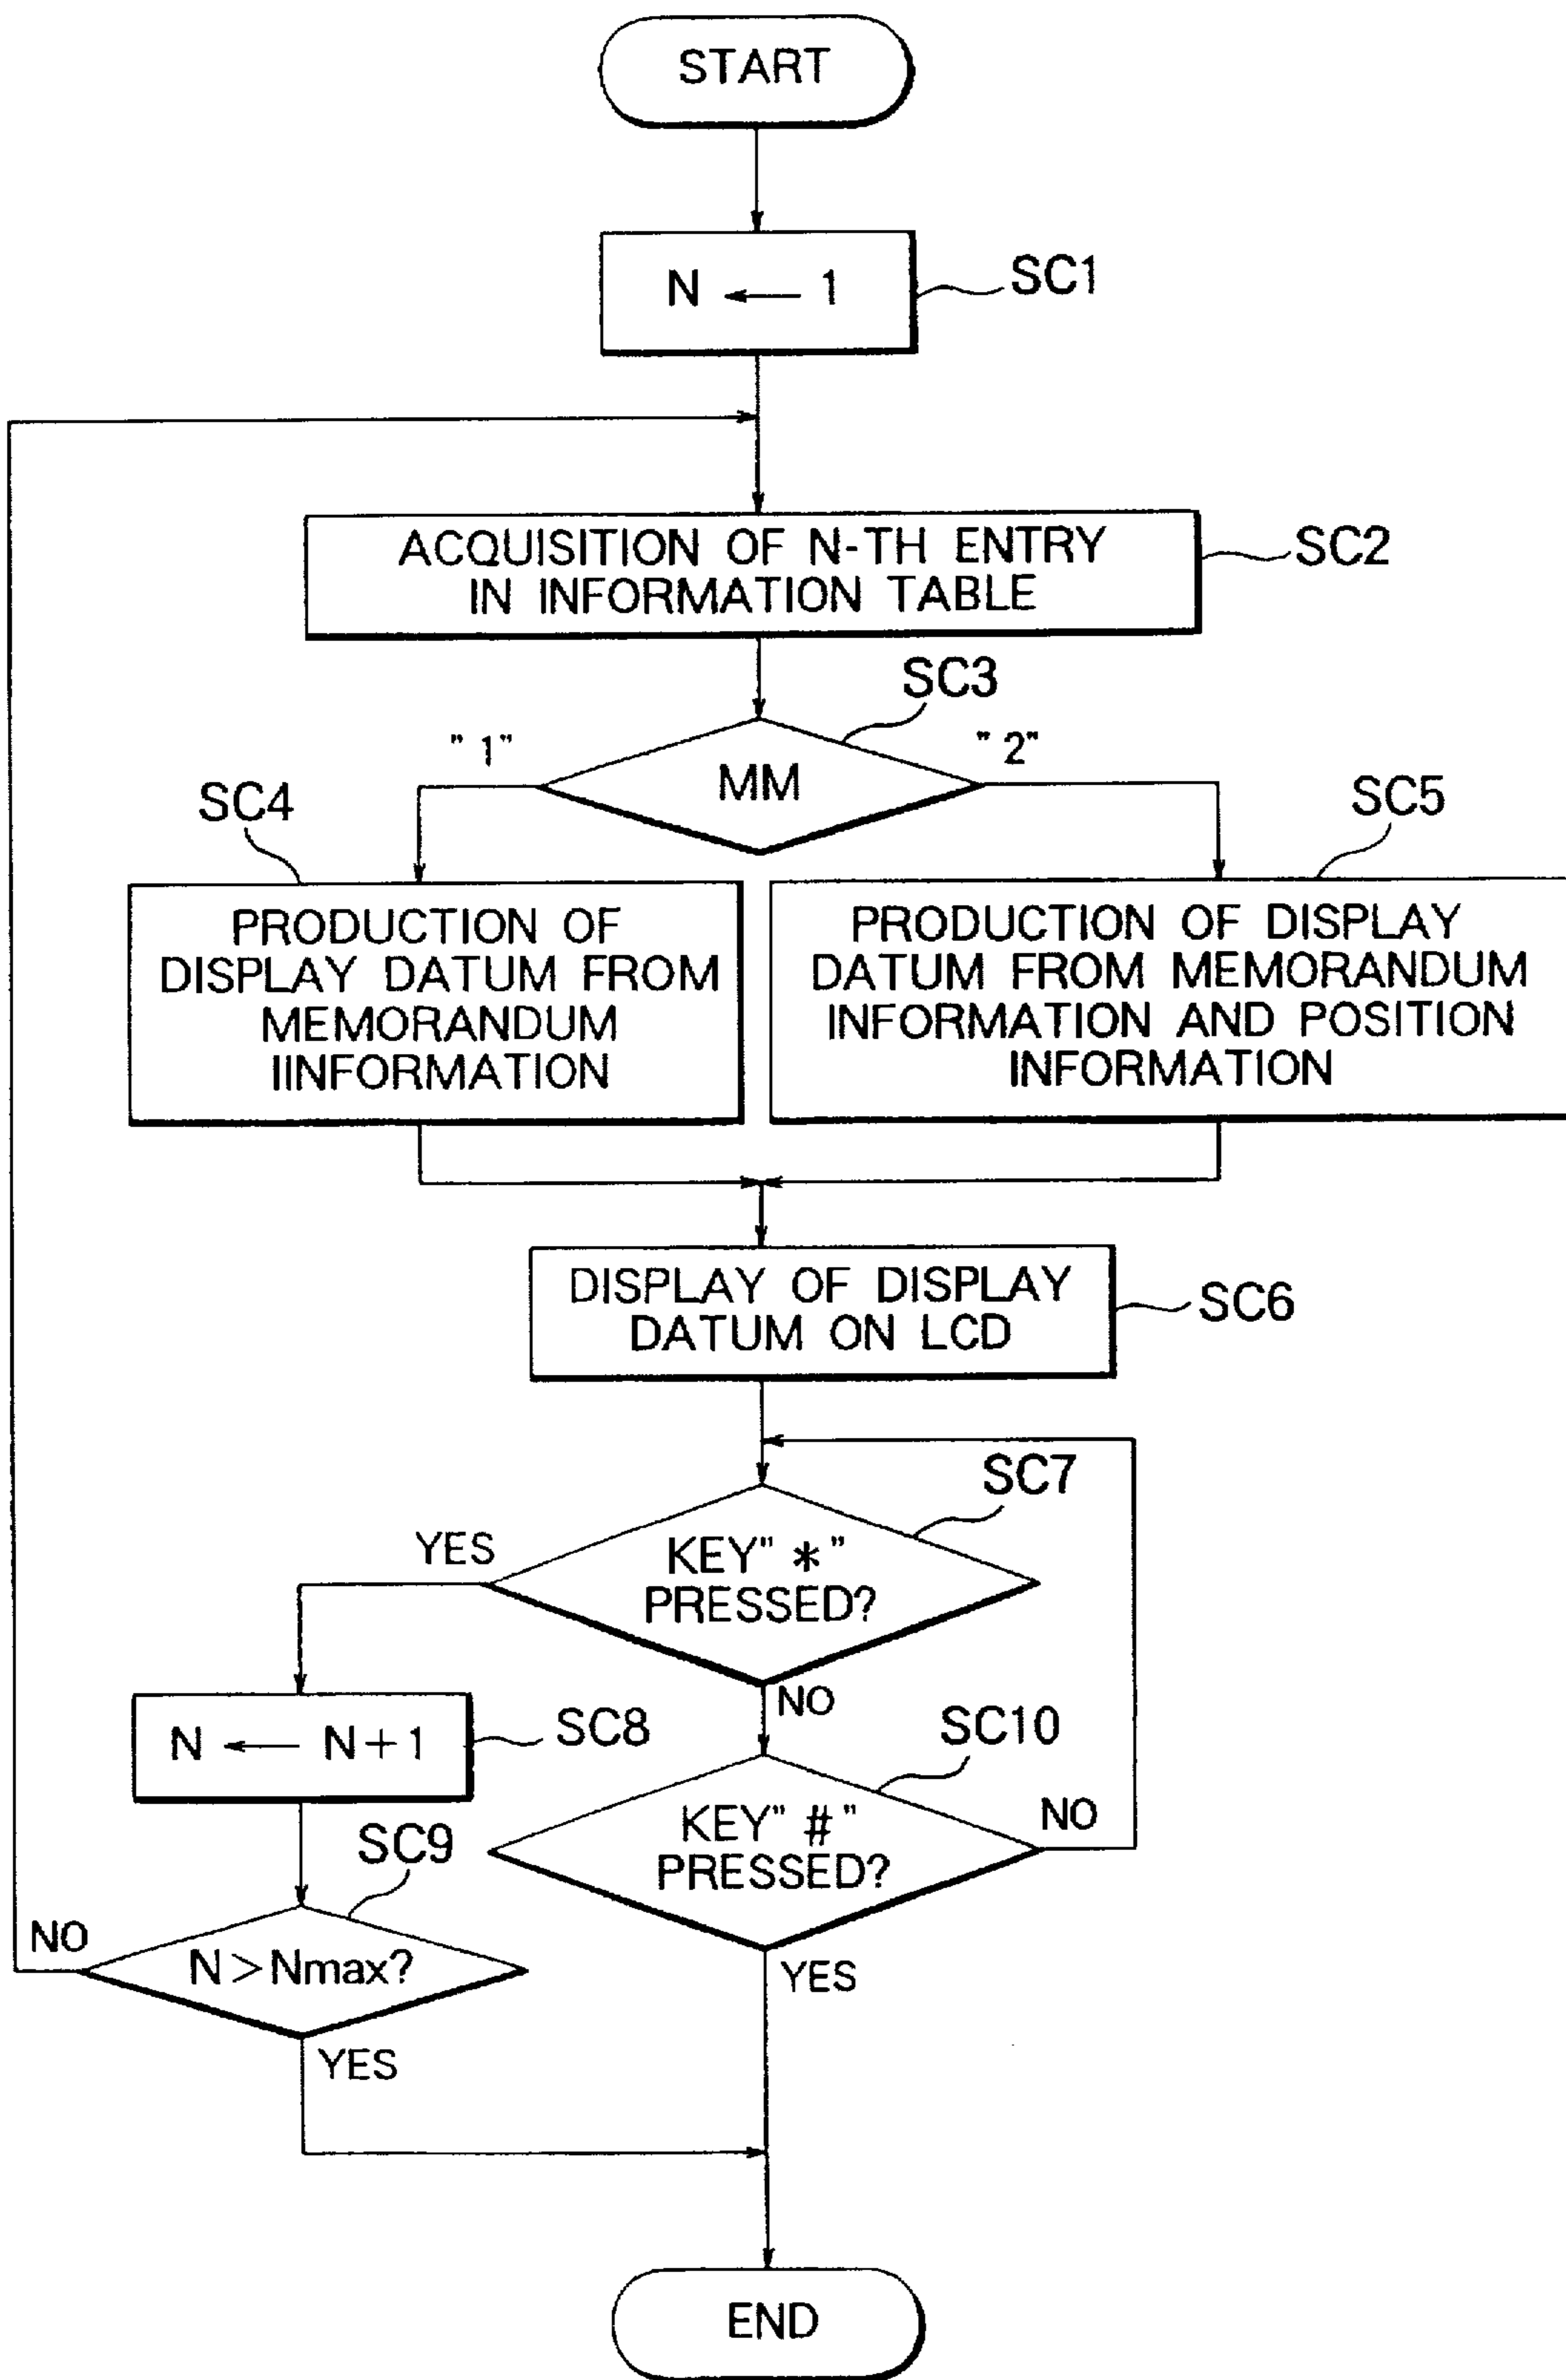 START
N ← 1
SC1
ACQUISITION OF N-TH ENTRY
IN INFORMATION TABLE
SC2
SC3
" 1"
MM
" 2"
SC4
PRODUCTION OF
DISPLAY DATUM FROM
MEMORANDUM
IINFORMATION
SC5
PRODUCTION OF DISPLAY
DATUM FROM MEMORANDUM
INFORMATION AND POSITION
INFORMATION
DISPLAY OF DISPLAY
DATUM ON LCD
SC6
SC7
YES
KEY" * "
PRESSED?
NO
N ← N+1
SC8
SC10
KEY" # "
PRESSED?
NO
SC9
NO
N>Nmax?
YES
YES
END